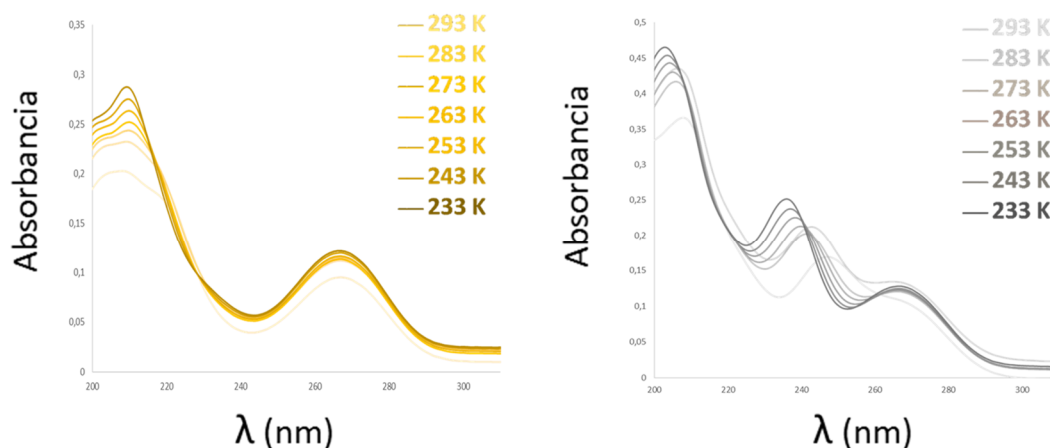 Absorbancia
0,35
0,3
0,25
0,2
0,15
0,1
0,05
0
200
220
240
260
280
300
λ (nm)
293 K
283 K
273 K
263 K
253 K
243 K
233 K
Absorbancia
0,5
0,45
0,4
0,35
0,3
0,25
0,2
0,15
0,1
0,05
0
200
220
240
260
280
300
λ (nm)
293 K
283 K
273 K
263 K
253 K
243 K
233 K